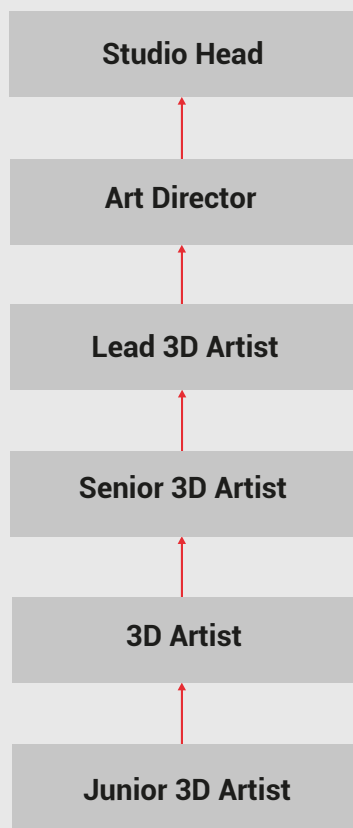 Studio Head
Art Director
Lead 3D Artist
Senior 3D Artist
3D Artist
Junior 3D Artist